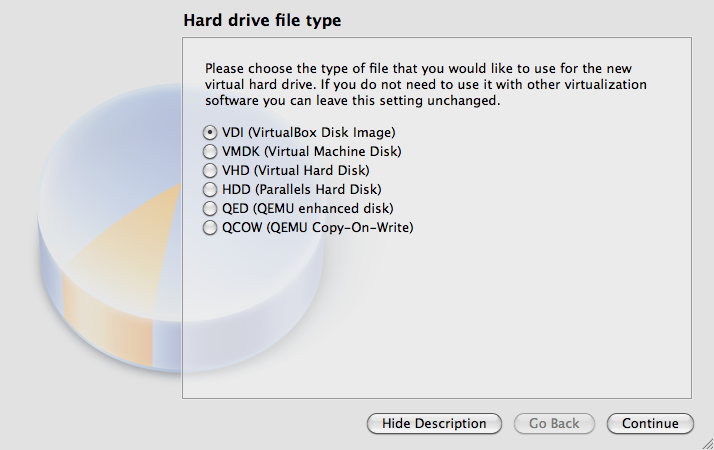 Hard drive file type
Please choose the type of file that you would like to use for the new
virtual hard drive. If you do not need to use it with other virtualization
software you can leave this setting unchanged.
VDI (VirtualBox Disk Image)
VMDK (Virtual Machine Disk)
VHD (Virtual Hard Disk)
HDD (Parallels Hard Disk)
QED (QEMU enhanced disk)
QCOW (QEMU Copy-On-Write)
Hide Description
Go Back
Continue